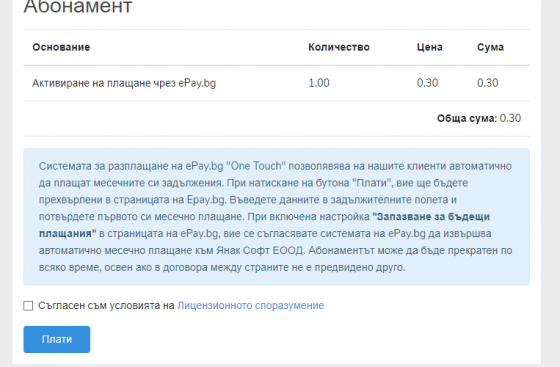 Абонамент
Основание Количество Цена Сума
Активиране на плащане чрез ePay.bg 1.00 0.30 0.30
Обща сума: 0.30
Системата за разплащане на ePay.bg "One Touch" позволявява на нашите клиенти автоматично
да плащат месечните си задължения. При натискане на бутона "Плати", вие ще бъдете
прехвърлени в страницата на Epay.bg. Въведете данните в задължителните полета и
потвърдете първото си месечно плащане. При включена настройка "Запазване за бъдещи
плащания" в страницата на ePay.bg, вие се съгласявате системата на ePay.bg да извършва
автоматично месечно плащане към Янак Софт ЕООД. Абонаментът може да бъде прекратен по
всяко време, освен ако в договора между страните не е предвидено друго.
Съгласен съм условията на Лицензионното споразумение
Плати